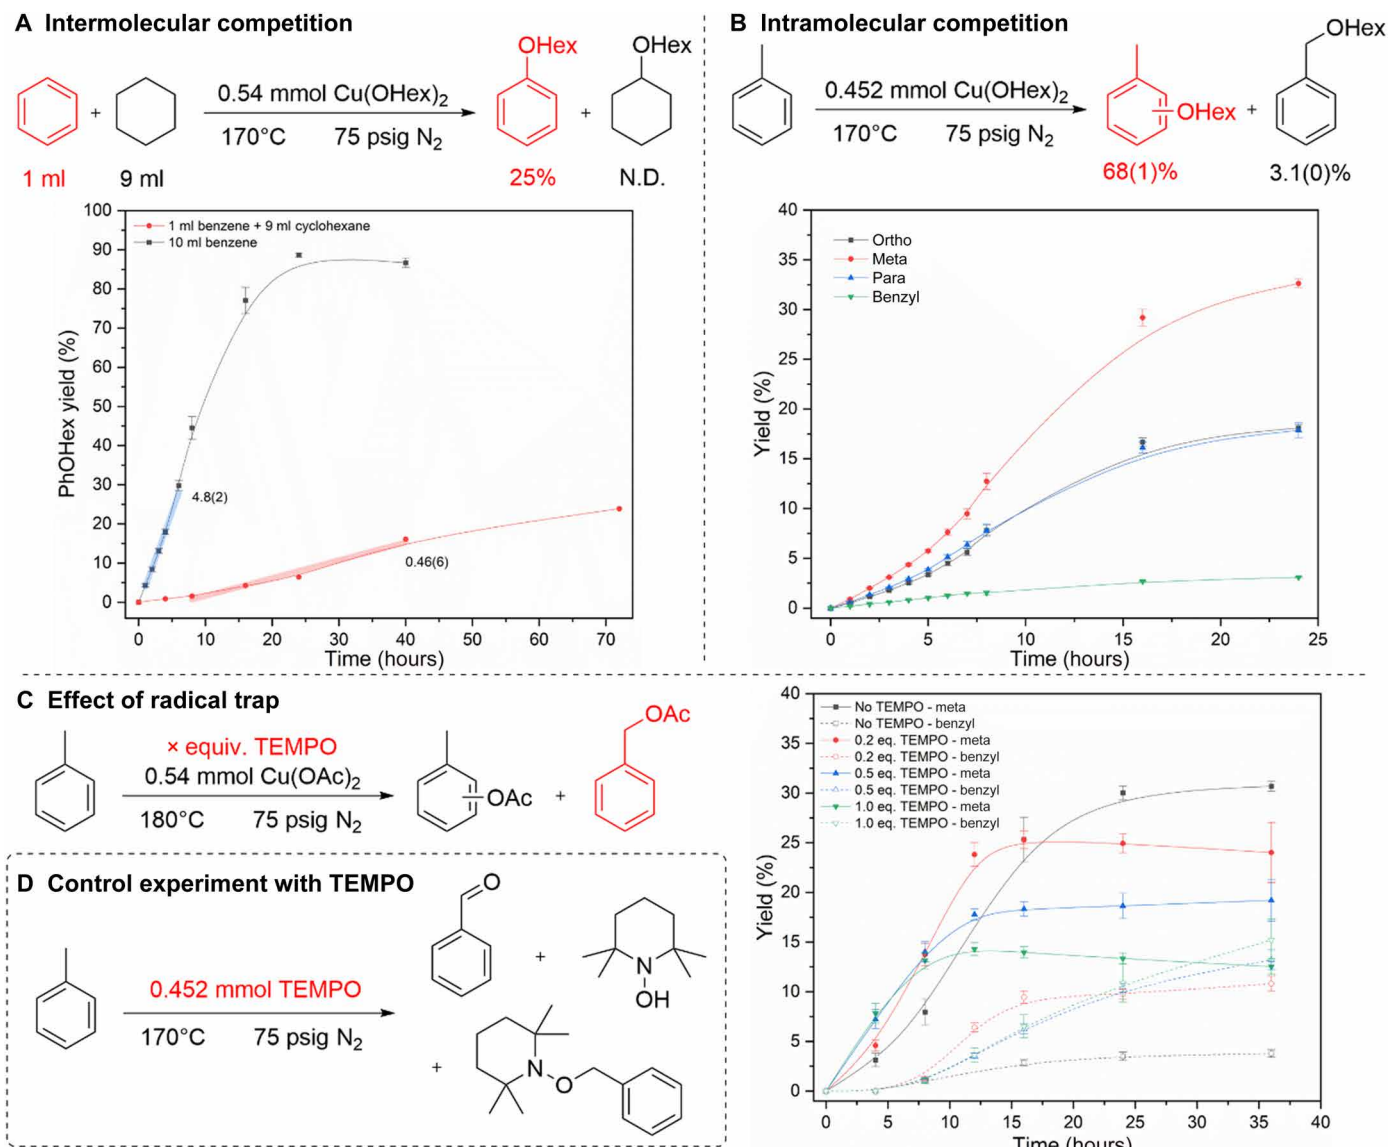 A Intermolecular competition
OHex
OHex
+
0.54 mmol Cu(OHex)2
170°C 75 psig N2
+
1 ml
9 ml
25%
N.D.
PhOHex yield (%)
100
90
80
70
60
50
40
30
20
10
0
1 ml benzene + 9 ml cyclohexane
10 ml benzene
4.8(2)
0.46(6)
0 10 20 30 40 50 60 70
Time (hours)
B Intramolecular competition
0.452 mmol Cu(OHex)2
170°C 75 psig N2
OHex
+
OHex
68(1)%
3.1(0)%
Yield (%)
40
35
30
25
20
15
10
5
0
Ortho
Meta
Para
Benzyl
0 5 10 15 20 25
Time (hours)
C Effect of radical trap
× equiv. TEMPO
0.54 mmol Cu(OAc)2
180°C 75 psig N2
OAc
+
OAc
Yield (%)
40
35
30
25
20
15
10
5
0
No TEMPO - meta
No TEMPO - benzyl
0.2 eq. TEMPO - meta
0.2 eq. TEMPO - benzyl
0.5 eq. TEMPO - meta
0.5 eq. TEMPO - benzyl
1.0 eq. TEMPO - meta
1.0 eq. TEMPO - benzyl
0 5 10 15 20 25 30 35 40
Time (hours)
D Control experiment with TEMPO
0.452 mmol TEMPO
170°C 75 psig N2
O
+
N
OH
+
N
O